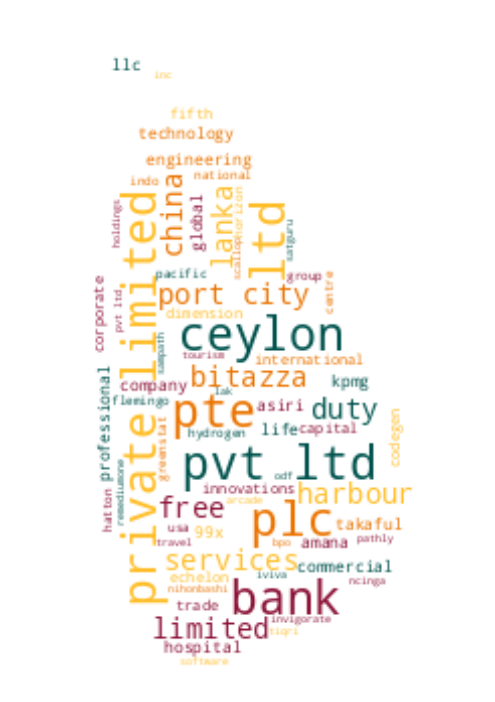 llc
inc
fifth
technology
engineering
national
indo
china
private limited
holdings
global
lanka
horizon
scallop
ltd
satguru
pacific
group
centre
corporate
pvt ltd
port city
dimension
ceylon
sampath
tourism
international
bitazza
kpmg
company
lak
flemingo
professional
pte
asiri
duty
hydrogen
life
capital
codegen
greenstat
pvt ltd
odf
remediumone
hatton
innovations
harbour
arcade
free
plc
takaful
usa
99x
travel
bpo
amana
pathly
services
commercial
echelon
iviva
ncinga
nihonbashi
bank
trade
limited
invigorate
tiqri
hospital
software